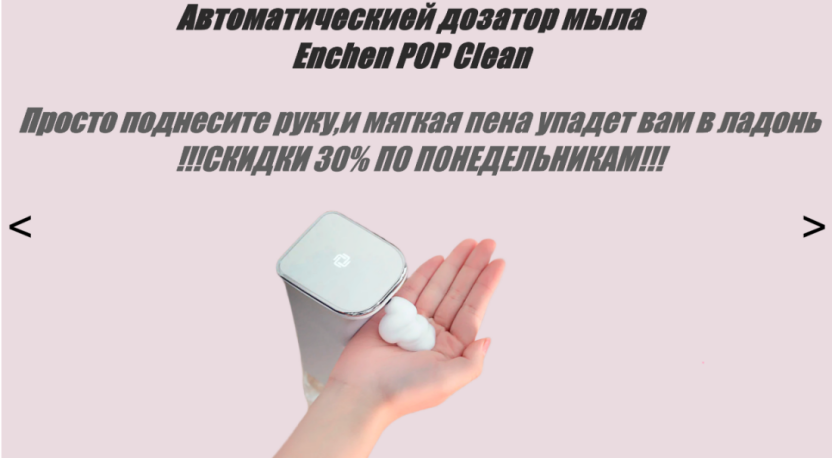 Автоматическией дозатор мыла
Enchen POP Clean
Просто поднесите руку,и мягкая пена упадет вам в ладонь
!!!СКИДКИ 30% ПО ПОНЕДЕЛЬНИКАМ!!!
< >